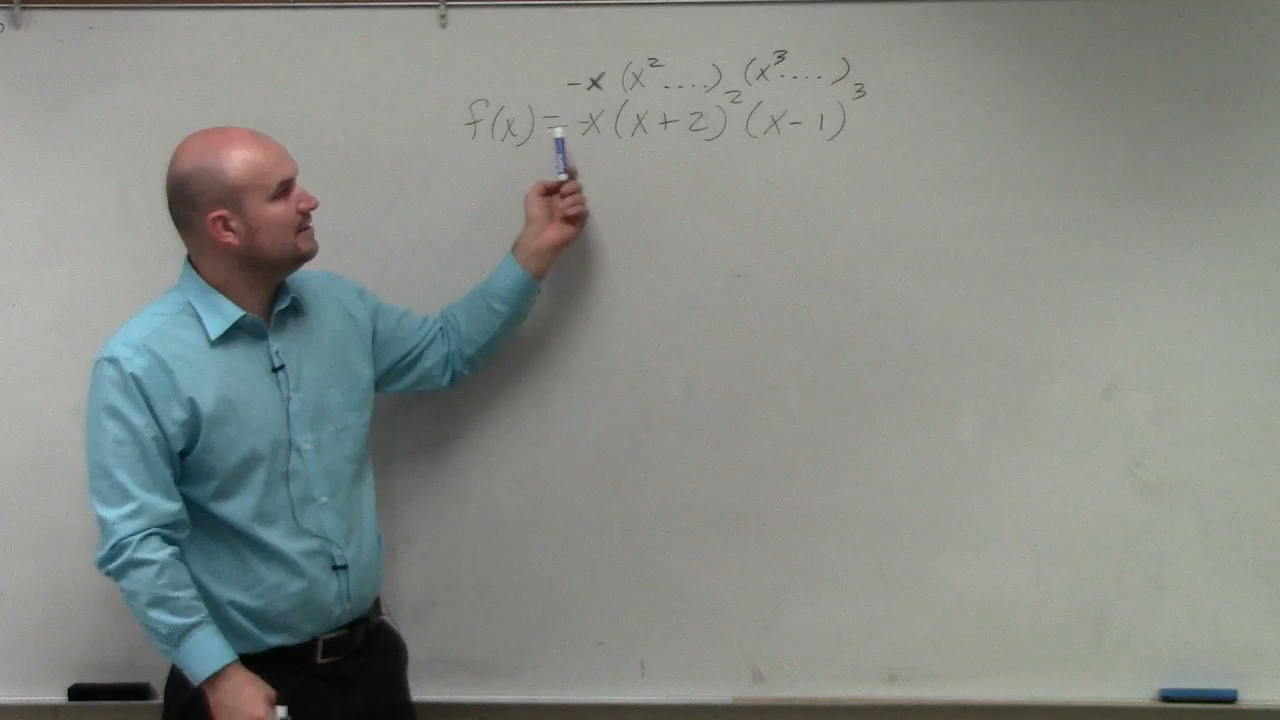 -x (x² ....) (x³ ....)
f(x) = -x(x+2)² (x-1)³